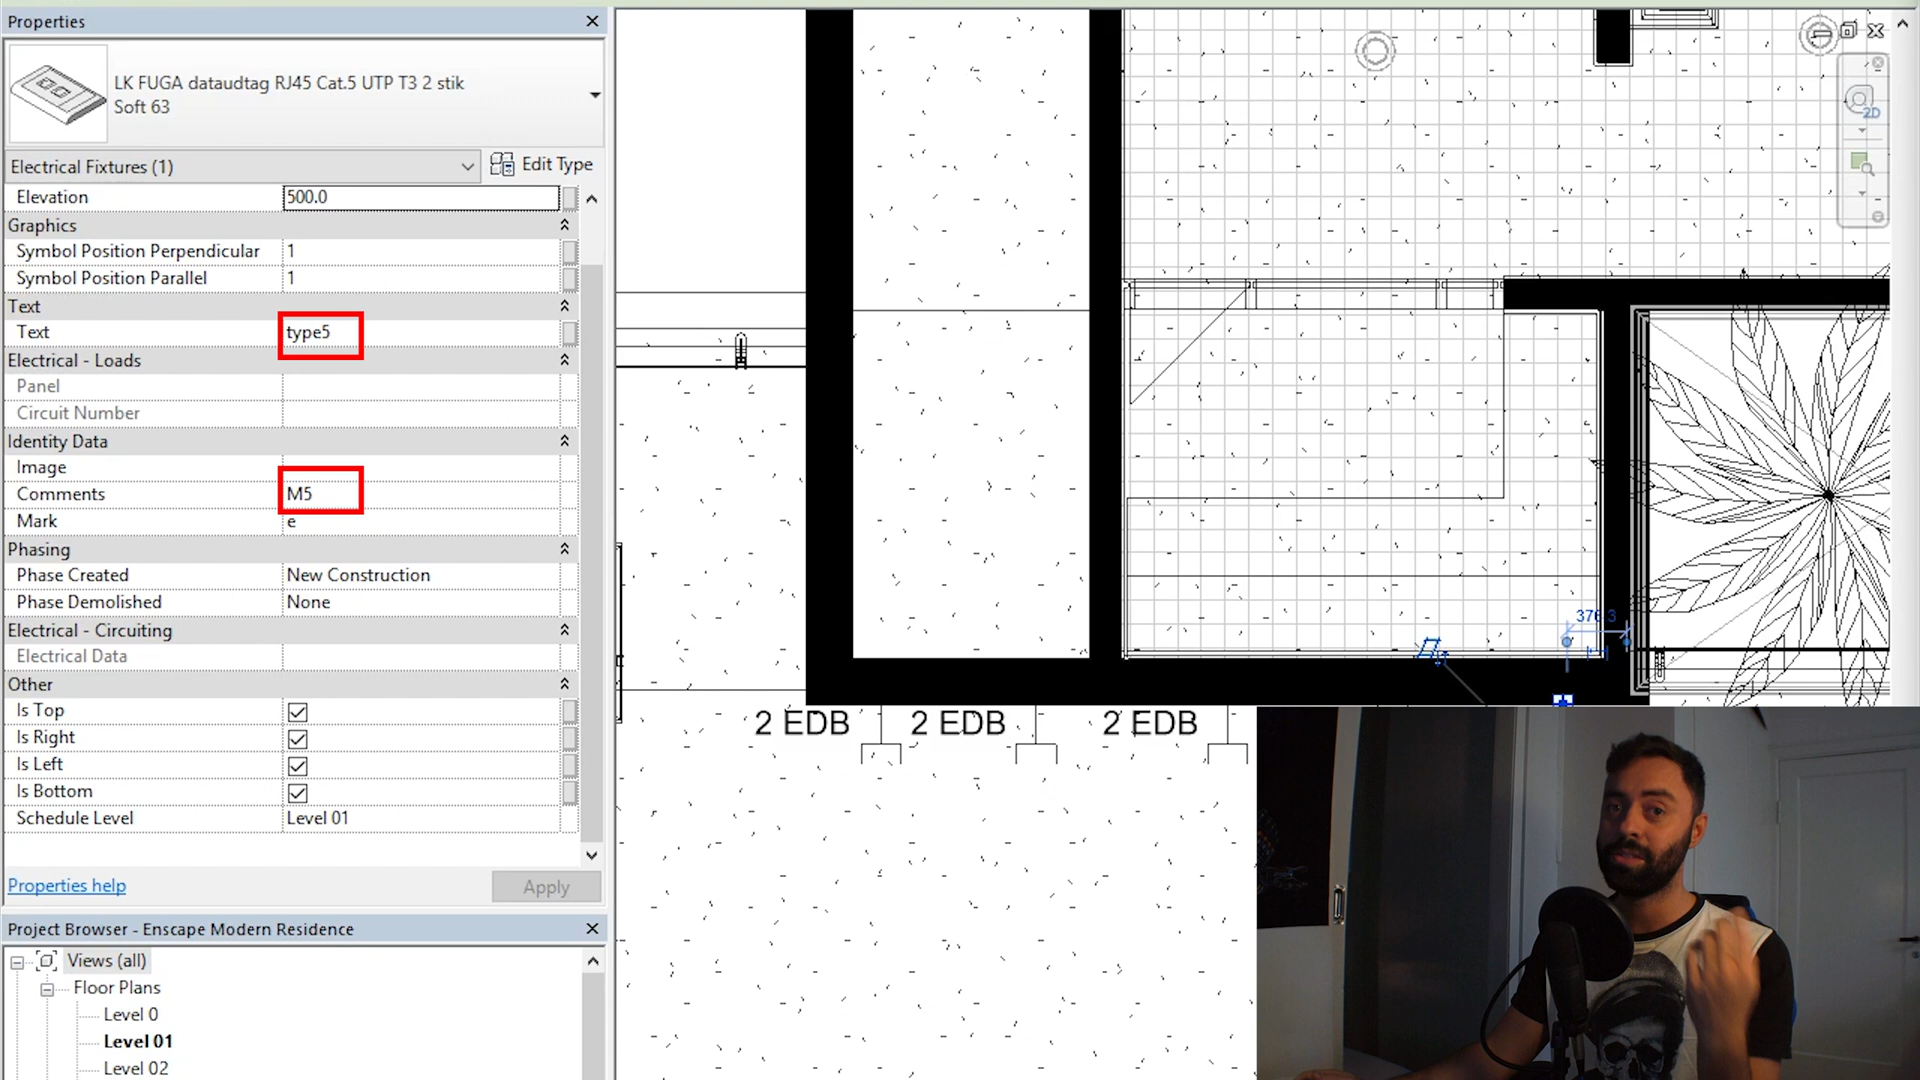 Properties
LK FUGA dataudtag RJ45 Cat.5 UTP T3 2 stik
Soft 63
Electrical Fixtures (1)
Edit Type
Elevation 500.0
Graphics
Symbol Position Perpendicular 1
Symbol Position Parallel 1
Text
Text type5
Electrical - Loads
Panel
Circuit Number
Identity Data
Image
Comments M5
Mark e
Phasing
Phase Created New Construction
Phase Demolished None
Electrical - Circuiting
Electrical Data
Other
Is Top
Is Right
Is Left
Is Bottom
Schedule Level Level 01
Properties help
Apply
Project Browser - Enscape Modern Residence
Views (all)
Floor Plans
Level 0
Level 01
Level 02
2D
376.3
2 EDB 2 EDB 2 EDB